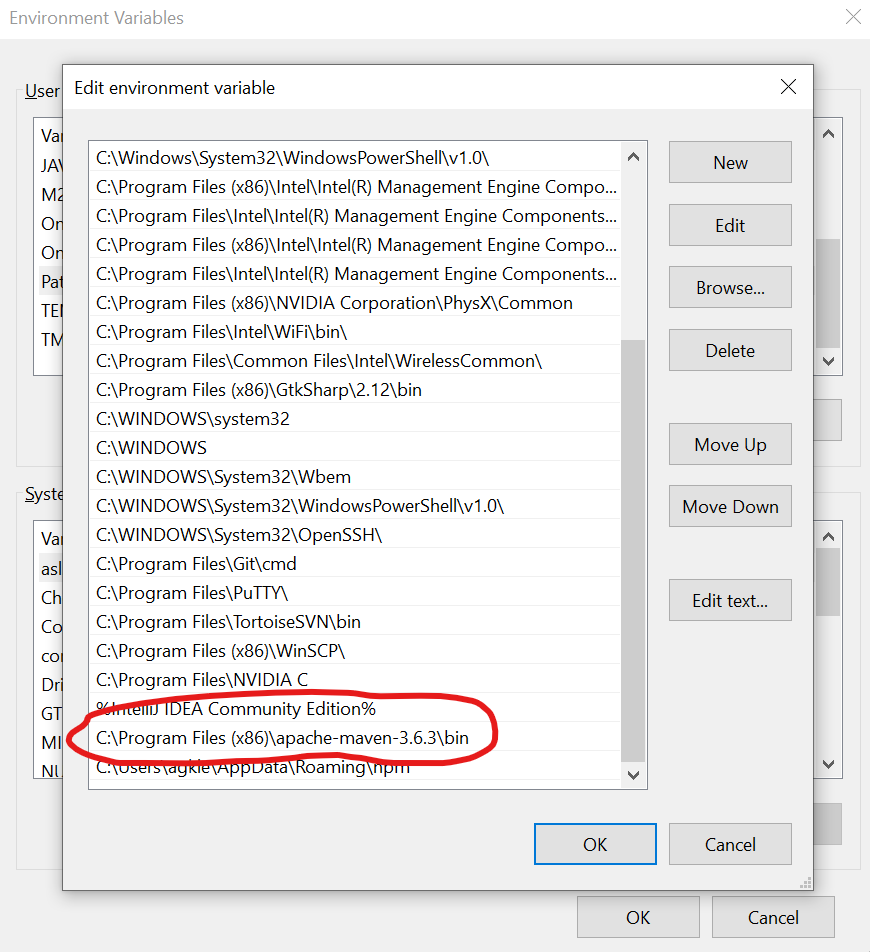 Environment Variables
User
Edit environment variable
C:\Windows\System32\WindowsPowerShell\v1.0\
C:\Program Files (x86)\Intel\Intel(R) Management Engine Compo...
C:\Program Files\Intel\Intel(R) Management Engine Components...
C:\Program Files (x86)\Intel\Intel(R) Management Engine Compo...
C:\Program Files\Intel\Intel(R) Management Engine Components...
C:\Program Files (x86)\NVIDIA Corporation\PhysX\Common
C:\Program Files\Intel\WiFi\bin\
C:\Program Files\Common Files\Intel\WirelessCommon\
C:\Program Files (x86)\GtkSharp\2.12\bin
C:\WINDOWS\system32
C:\WINDOWS
C:\WINDOWS\System32\Wbem
C:\WINDOWS\System32\WindowsPowerShell\v1.0\
C:\WINDOWS\System32\OpenSSH\
C:\Program Files\Git\cmd
C:\Program Files\PuTTY\
C:\Program Files\TortoiseSVN\bin
C:\Program Files (x86)\WinSCP\
C:\Program Files\NVIDIA C
%IntelliJ IDEA Community Edition%
C:\Program Files (x86)\apache-maven-3.6.3\bin
C:\Users\agkle\AppData\Roaming\npm
New
Edit
Browse...
Delete
Move Up
Move Down
Edit text...
OK
Cancel
Va
JAV
M2
On
On
Pat
TEM
TM
Syste
Va
asl
Ch
Co
con
Dri
GT
MI
NU
OK
Cancel